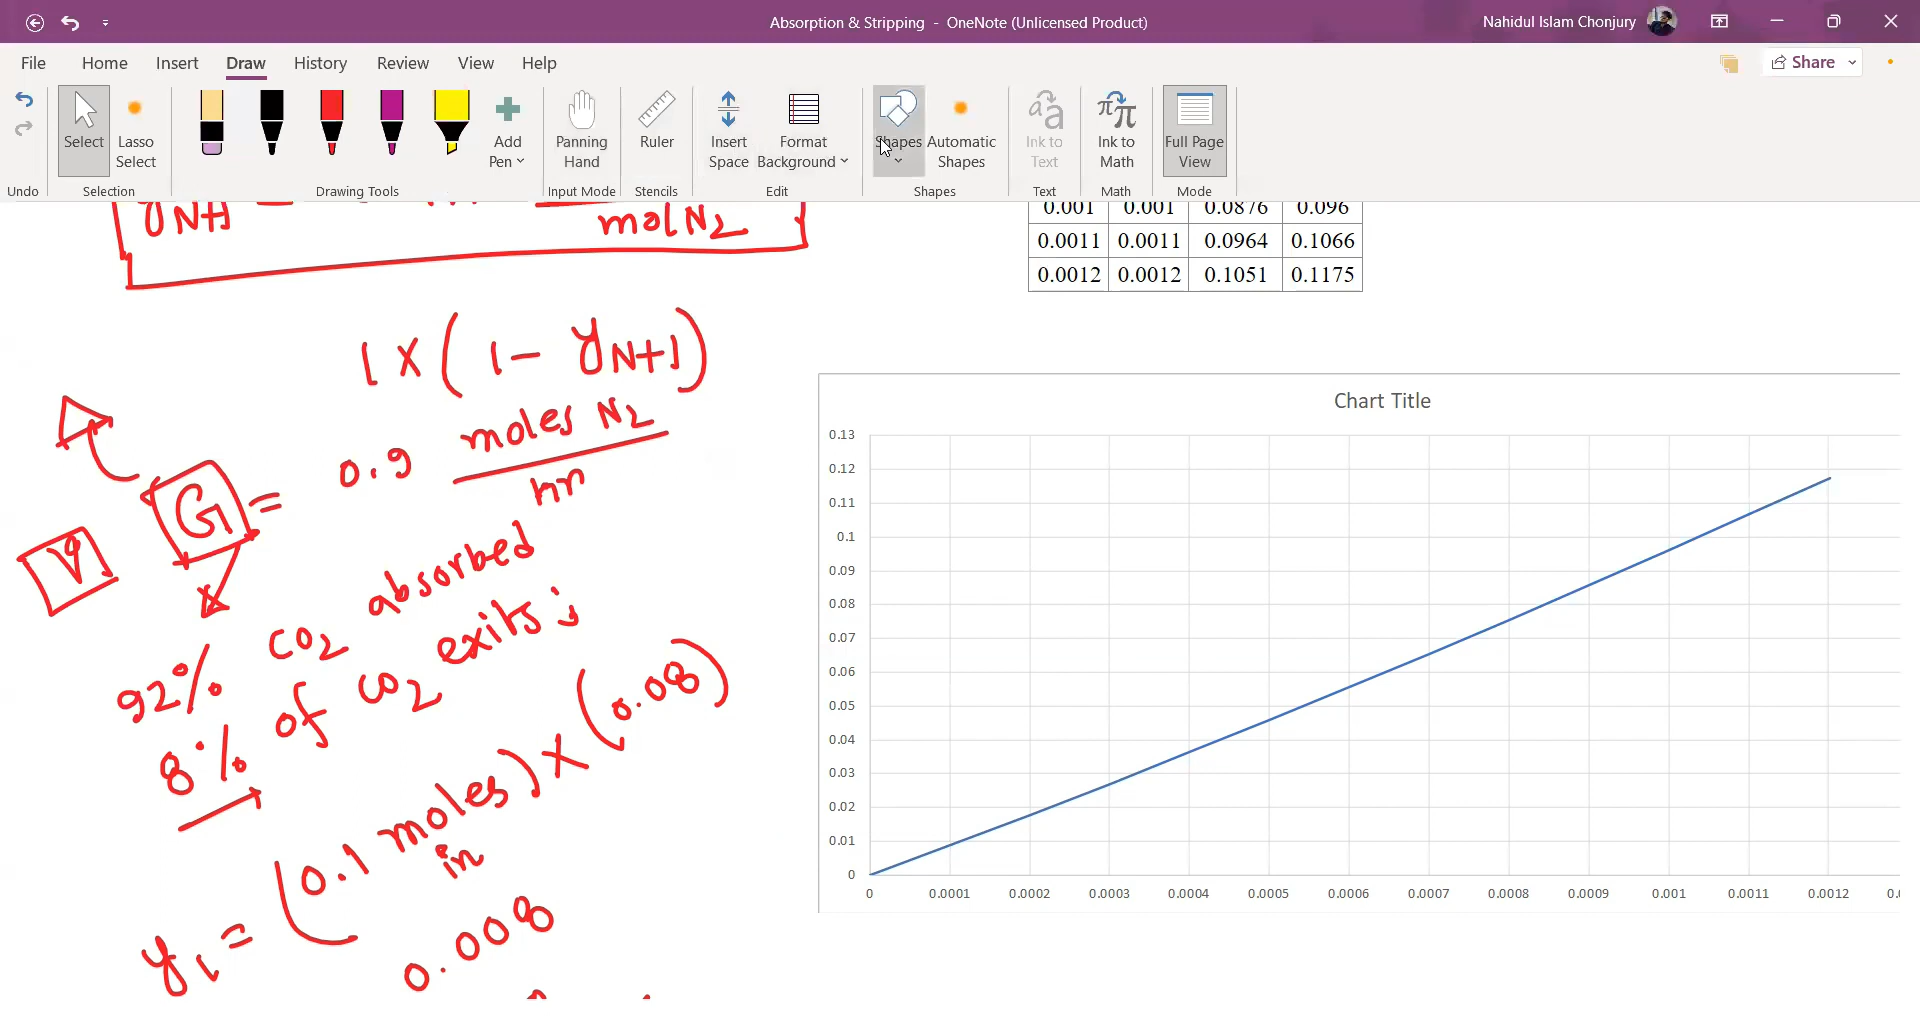 Absorption & Stripping - OneNote (Unlicensed Product)
Nahidul Islam Chonjury
File Home Insert Draw History Review View Help
Share
Select
Lasso Select
Add Pen
Panning Hand
Ruler
Insert Space
Format Background
Shapes
Automatic Shapes
Ink to Text
Ink to Math
Full Page View
Undo Selection Drawing Tools Input Mode Stencils Edit Shapes Text Math Mode
yN+1
mol N2
0.001 0.001 0.0876 0.096
0.0011 0.0011 0.0964 0.1066
0.0012 0.0012 0.1051 0.1175
1 x (1 - yN+1)
G = 0.9 moles N2 / hr
V
92% CO2 absorbed
8% of CO2 exits;
y1 = (0.1 moles in) x (0.08)
0.008
Chart Title
0.13
0.12
0.11
0.1
0.09
0.08
0.07
0.06
0.05
0.04
0.03
0.02
0.01
0
0 0.0001 0.0002 0.0003 0.0004 0.0005 0.0006 0.0007 0.0008 0.0009 0.001 0.0011 0.0012